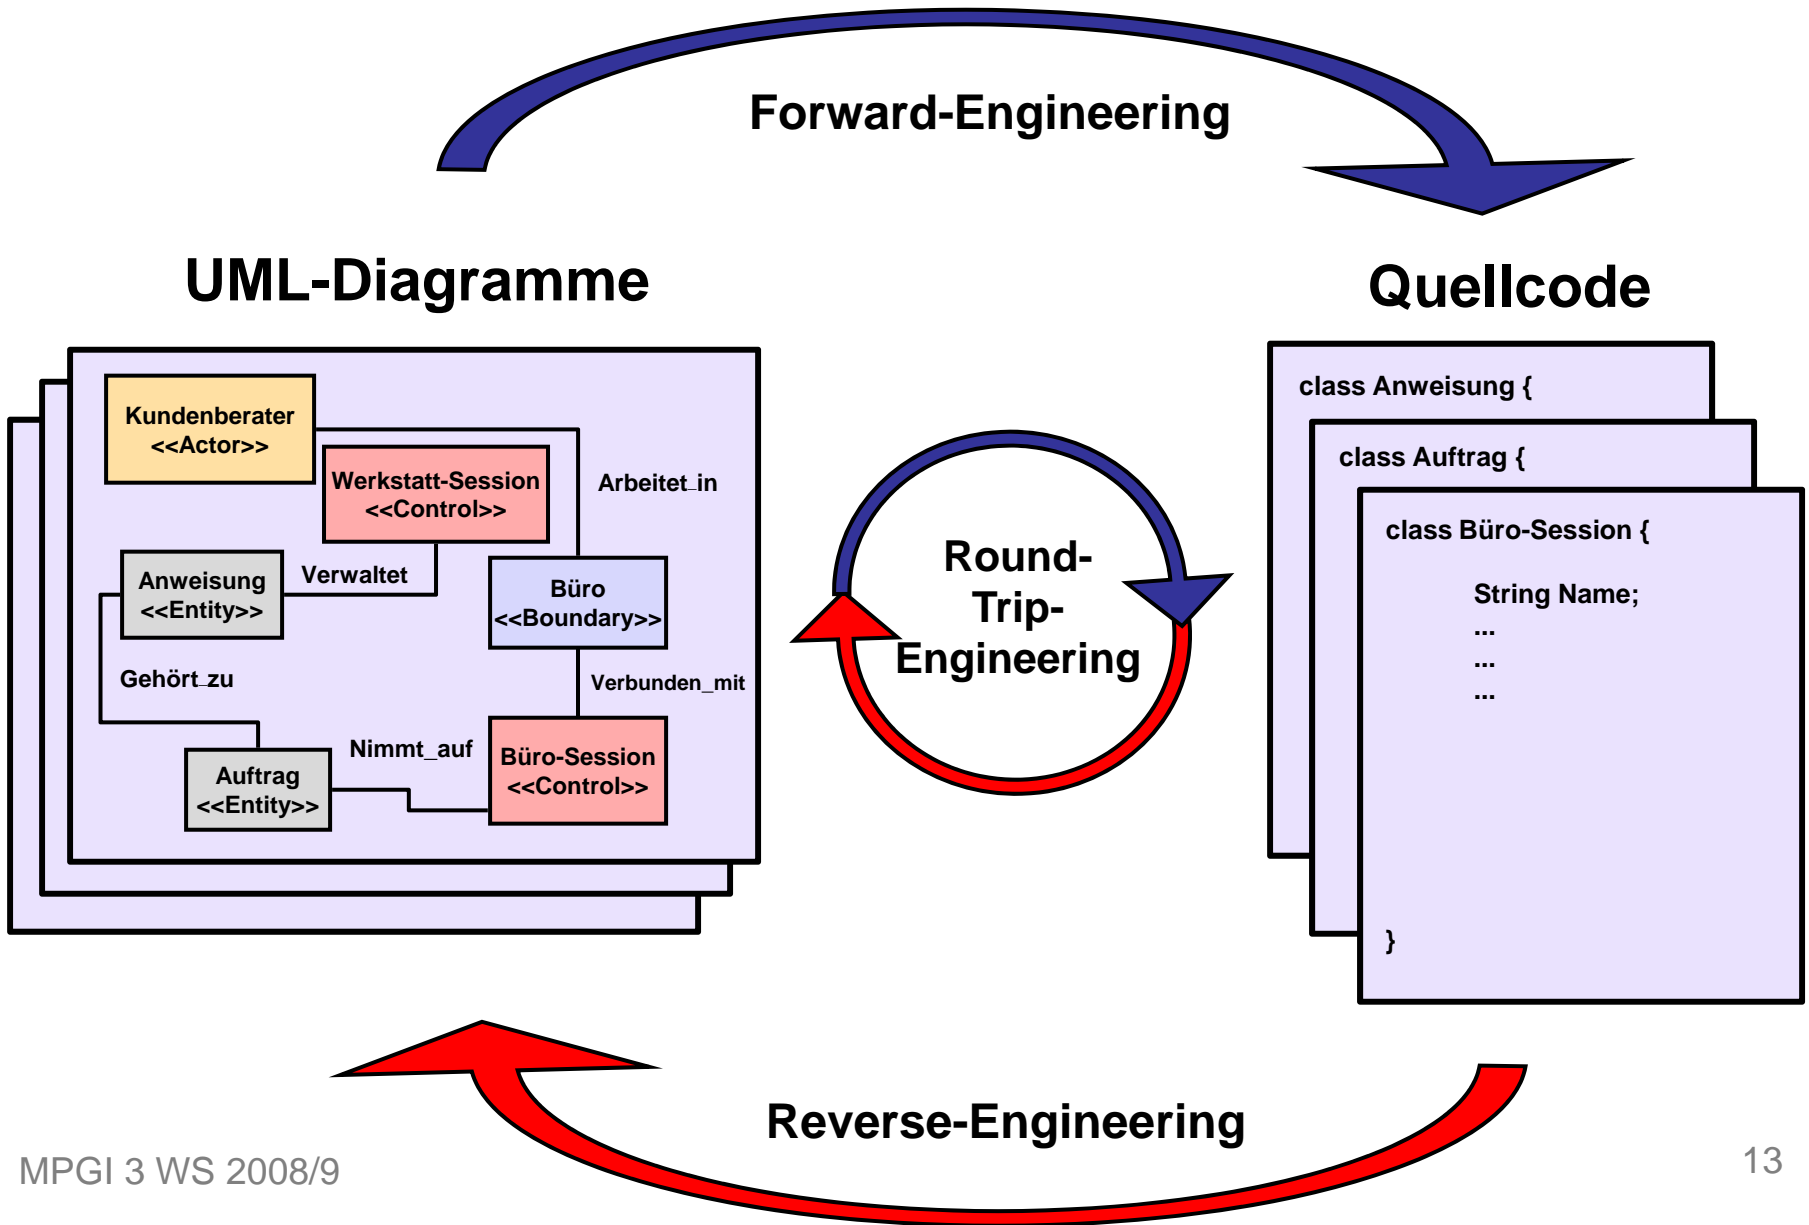 Forward-Engineering
UML-Diagramme
Quellcode
Kundenberater
<<Actor>>
Werkstatt-Session
<<Control>>
Arbeitet_in
Anweisung
<<Entity>>
Verwaltet
Büro
<<Boundary>>
Gehört_zu
Verbunden_mit
Auftrag
<<Entity>>
Nimmt_auf
Büro-Session
<<Control>>
Round-
Trip-
Engineering
class Anweisung {
class Auftrag {
class Büro-Session {
String Name;
...
...
...
}
Reverse-Engineering
MPGI 3 WS 2008/9
13